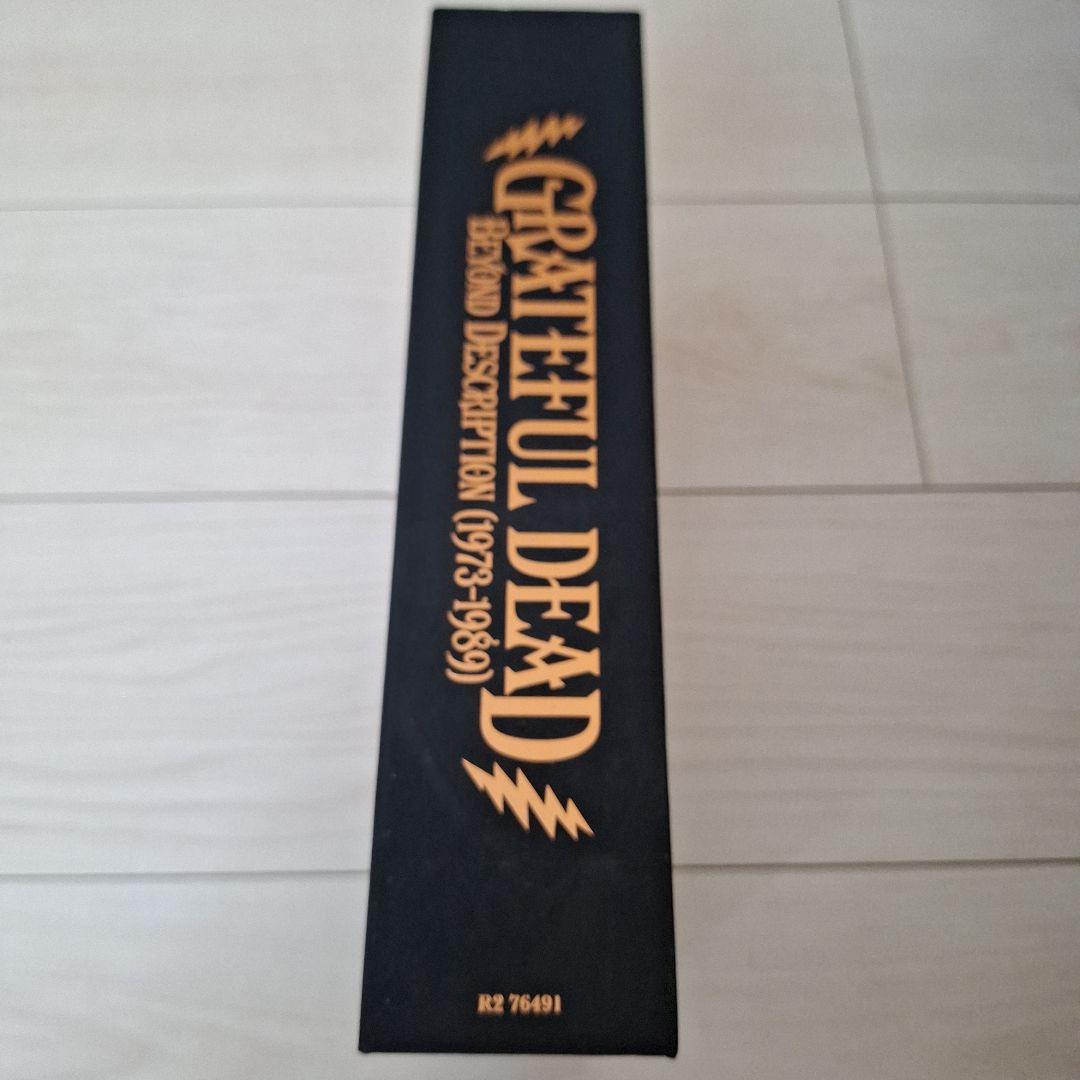 GRATEFUL DEAD
BEYOND DESCRIPTION (1973-1989)
R2 76491